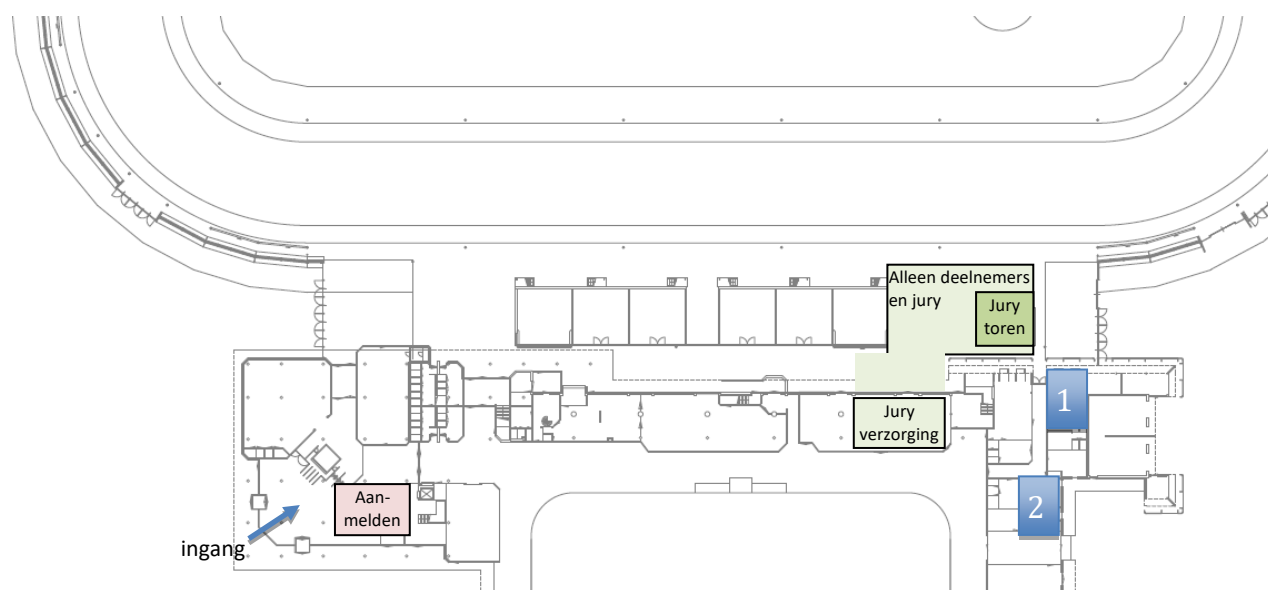 Alleen deelnemers
en jury
Jury
toren
1
Jury
verzorging
2
Aan-
melden
ingang